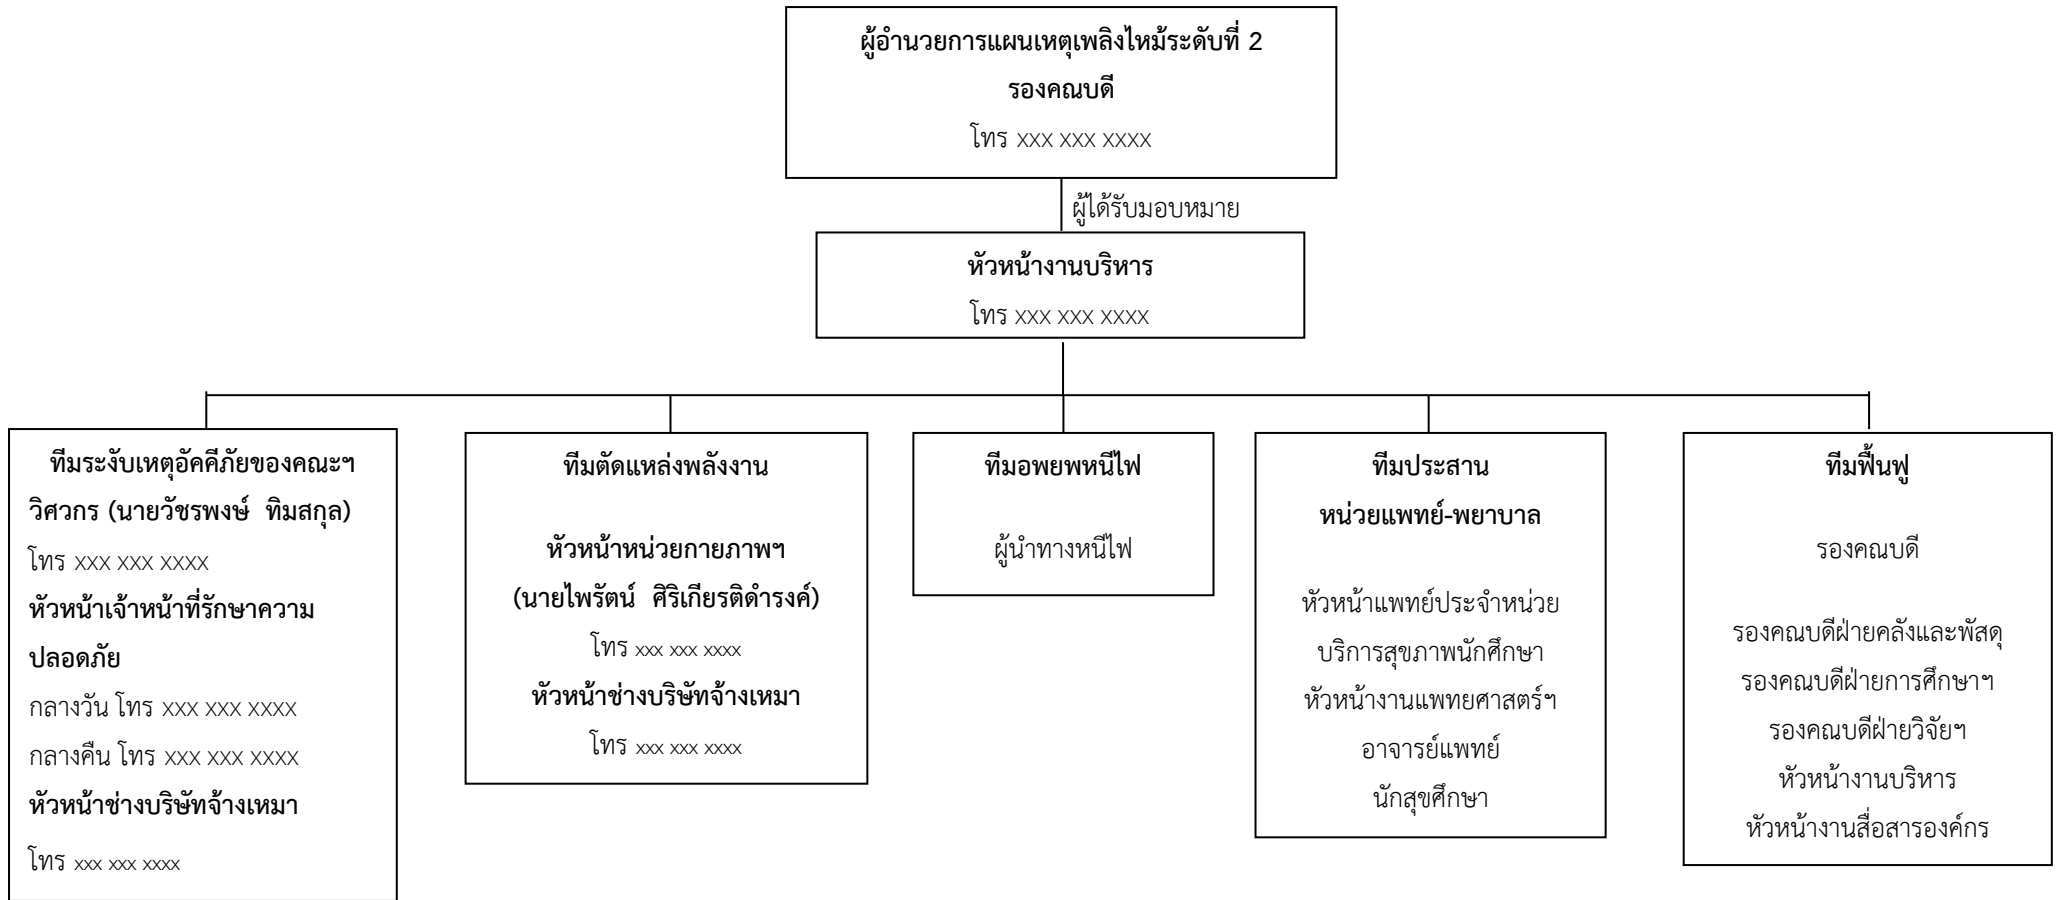 ผู้อำนวยการแผนเหตุเพลิงไหม้ระดับที่ 2
รองคณบดี
โทร xxx xxx xxxx
ผู้ได้รับมอบหมาย
หัวหน้างานบริหาร
โทร xxx xxx xxxx
ทีมระงับเหตุอัคคีภัยของคณะฯ
วิศวกร (นายวัชรพงษ์ ทิมสกุล)
โทร xxx xxx xxxx
หัวหน้าเจ้าหน้าที่รักษาความ
ปลอดภัย
กลางวัน โทร xxx xxx xxxx
กลางคืน โทร xxx xxx xxxx
หัวหน้าช่างบริษัทจ้างเหมา
โทร xxx xxx xxxx
ทีมตัดแหล่งพลังงาน
หัวหน้าหน่วยกายภาพฯ
(นายไพรัตน์ ศิริเกียรติดำรงค์)
โทร xxx xxx xxxx
หัวหน้าช่างบริษัทจ้างเหมา
โทร xxx xxx xxxx
ทีมอพยพหนีไฟ
ผู้นำทางหนีไฟ
ทีมประสาน
หน่วยแพทย์-พยาบาล
หัวหน้าแพทย์ประจำหน่วย
บริการสุขภาพนักศึกษา
หัวหน้างานแพทยศาสตร์ฯ
อาจารย์แพทย์
นักสุขศึกษา
ทีมฟื้นฟู
รองคณบดี
รองคณบดีฝ่ายคลังและพัสดุ
รองคณบดีฝ่ายการศึกษาฯ
รองคณบดีฝ่ายวิจัยฯ
หัวหน้างานบริหาร
หัวหน้างานสื่อสารองค์กร